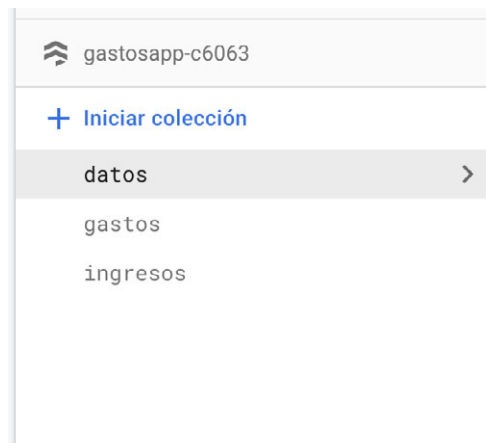 gastosapp-c6063
+ Iniciar colección
datos
gastos
ingresos